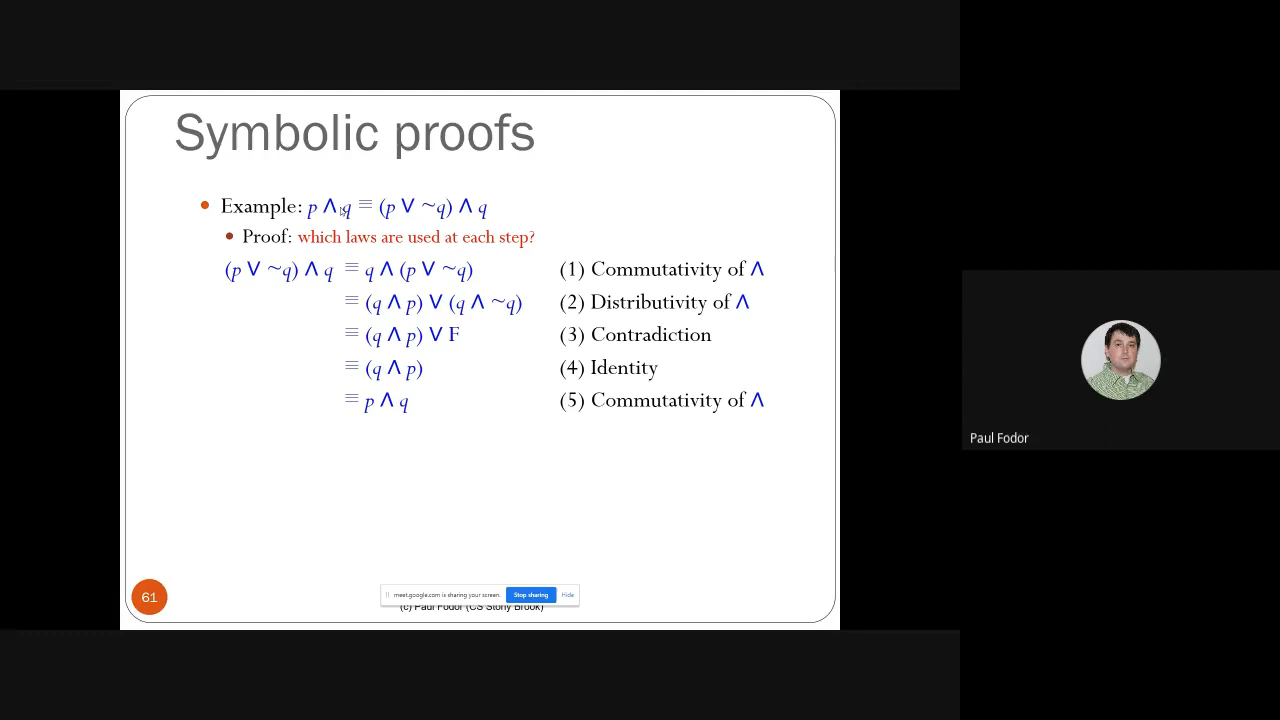 Symbolic proofs
• Example: p ∧ q ≡ (p ∨ ~q) ∧ q
• Proof: which laws are used at each step?
(p ∨ ~q) ∧ q ≡ q ∧ (p ∨ ~q) (1) Commutativity of ∧
≡ (q ∧ p) ∨ (q ∧ ~q) (2) Distributivity of ∧
≡ (q ∧ p) ∨ F (3) Contradiction
≡ (q ∧ p) (4) Identity
≡ p ∧ q (5) Commutativity of ∧
Paul Fodor
61
meet.google.com is sharing your screen. Stop sharing Hide
(c) Paul Fodor (CS Stony Brook)